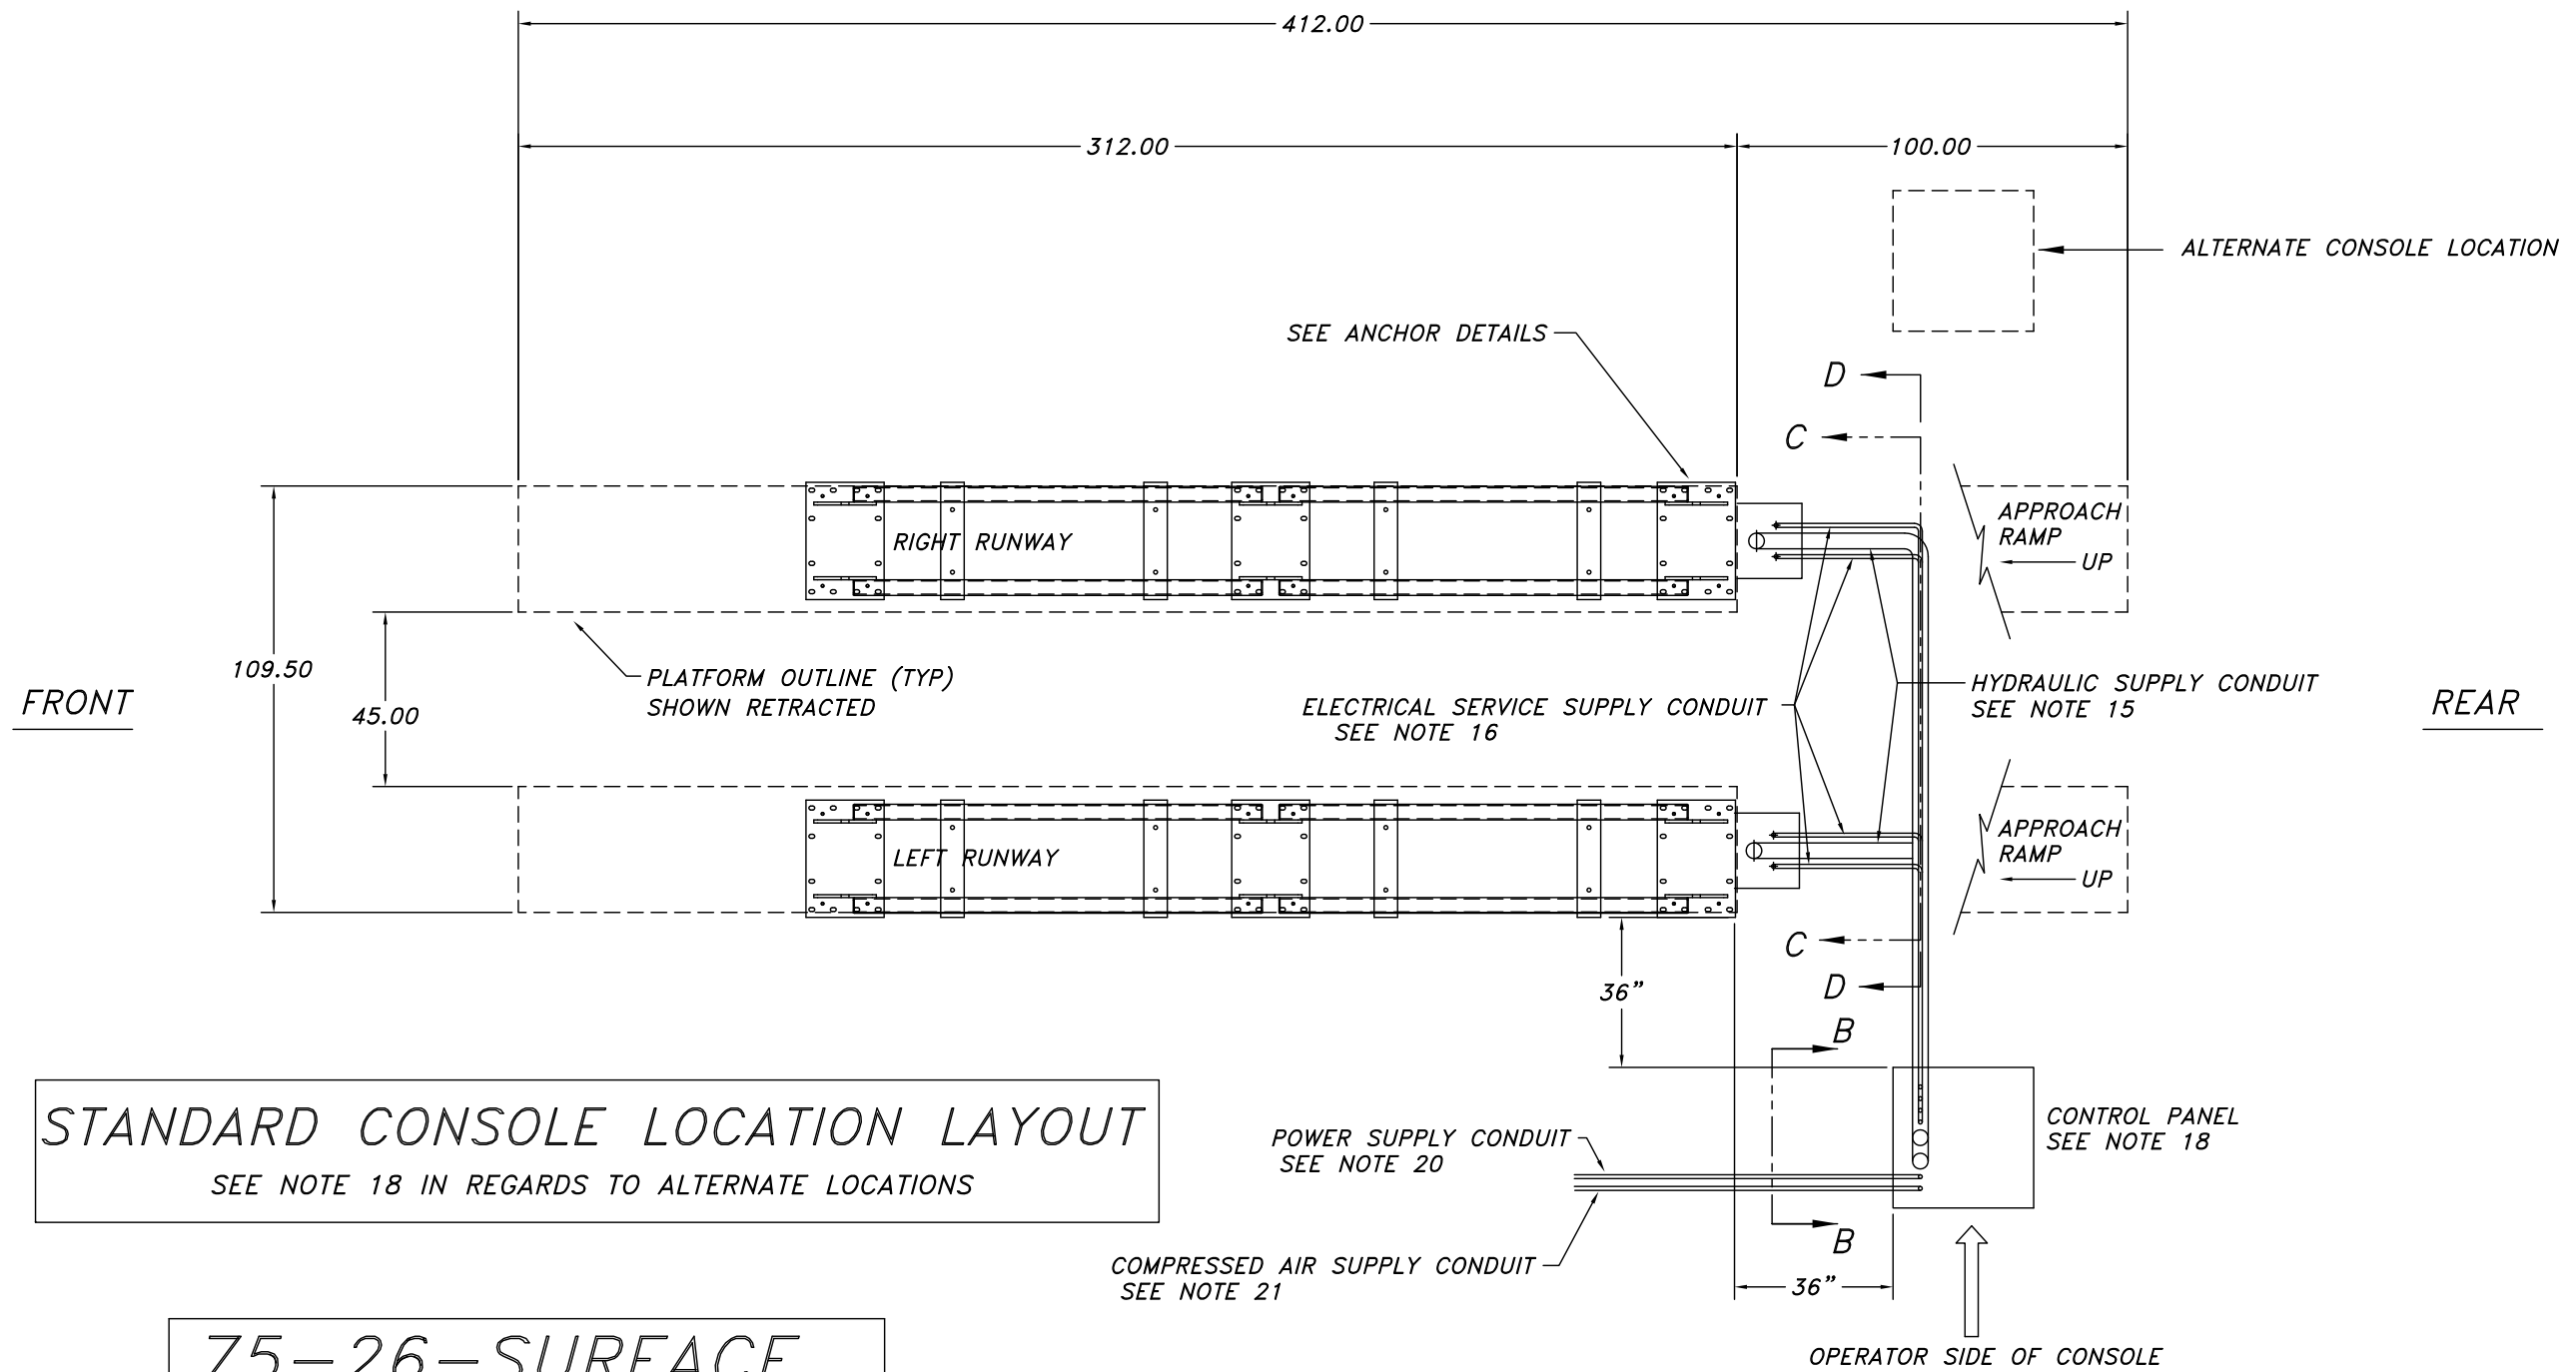 412.00
312.00
100.00
ALTERNATE CONSOLE LOCATION
SEE ANCHOR DETAILS
D
C
RIGHT RUNWAY
APPROACH
RAMP
UP
109.50
45.00
FRONT
PLATFORM OUTLINE (TYP)
SHOWN RETRACTED
ELECTRICAL SERVICE SUPPLY CONDUIT
SEE NOTE 16
HYDRAULIC SUPPLY CONDUIT
SEE NOTE 15
REAR
LEFT RUNWAY
APPROACH
RAMP
UP
C
D
36"
B
STANDARD CONSOLE LOCATION LAYOUT
SEE NOTE 18 IN REGARDS TO ALTERNATE LOCATIONS
POWER SUPPLY CONDUIT
SEE NOTE 20
CONTROL PANEL
SEE NOTE 18
B
COMPRESSED AIR SUPPLY CONDUIT
SEE NOTE 21
36"
75-26-SURFACE
OPERATOR SIDE OF CONSOLE